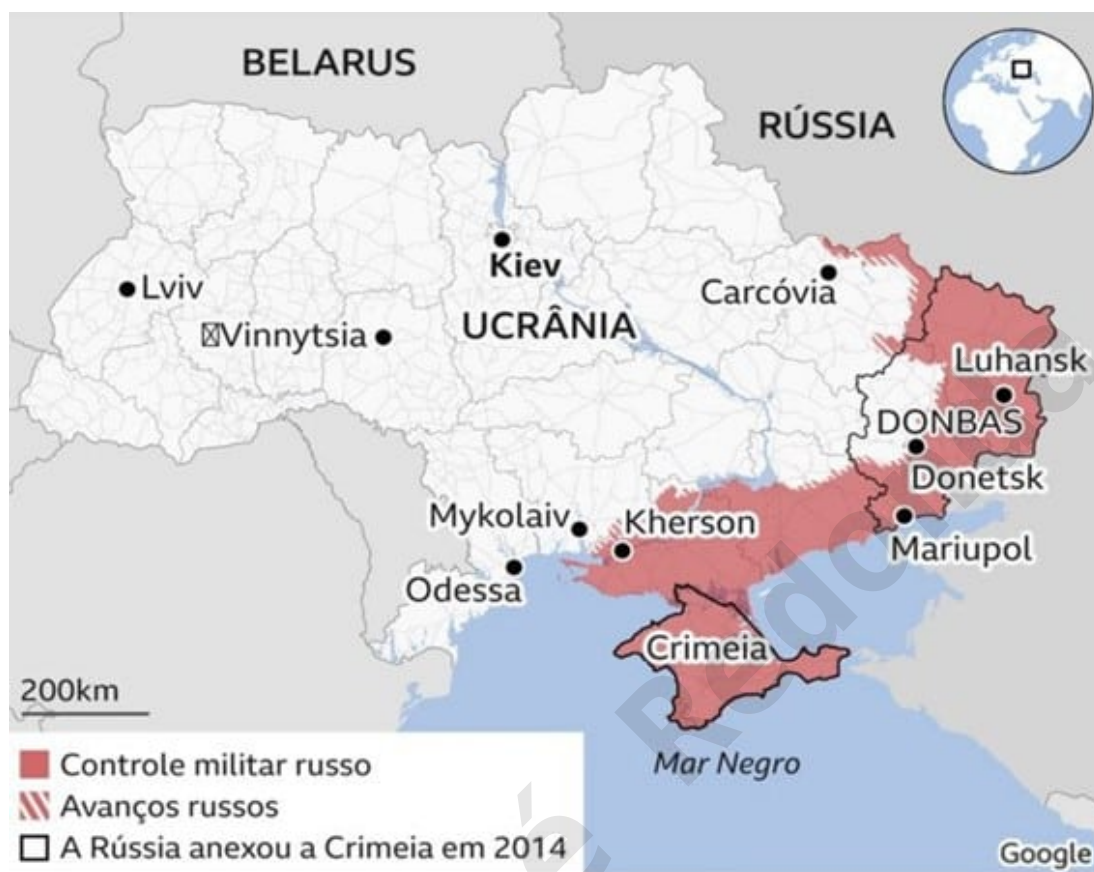 BELARUS
RÚSSIA
Kiev
Carcóvia
Lviv
Vinnytsia
UCRÂNIA
Luhansk
DONBAS
Donetsk
Mykolaiv
Kherson
Mariupol
Odessa
Crimeia
200km
Mar Negro
Controle militar russo
Avanços russos
A Rússia anexou a Crimeia em 2014
Google